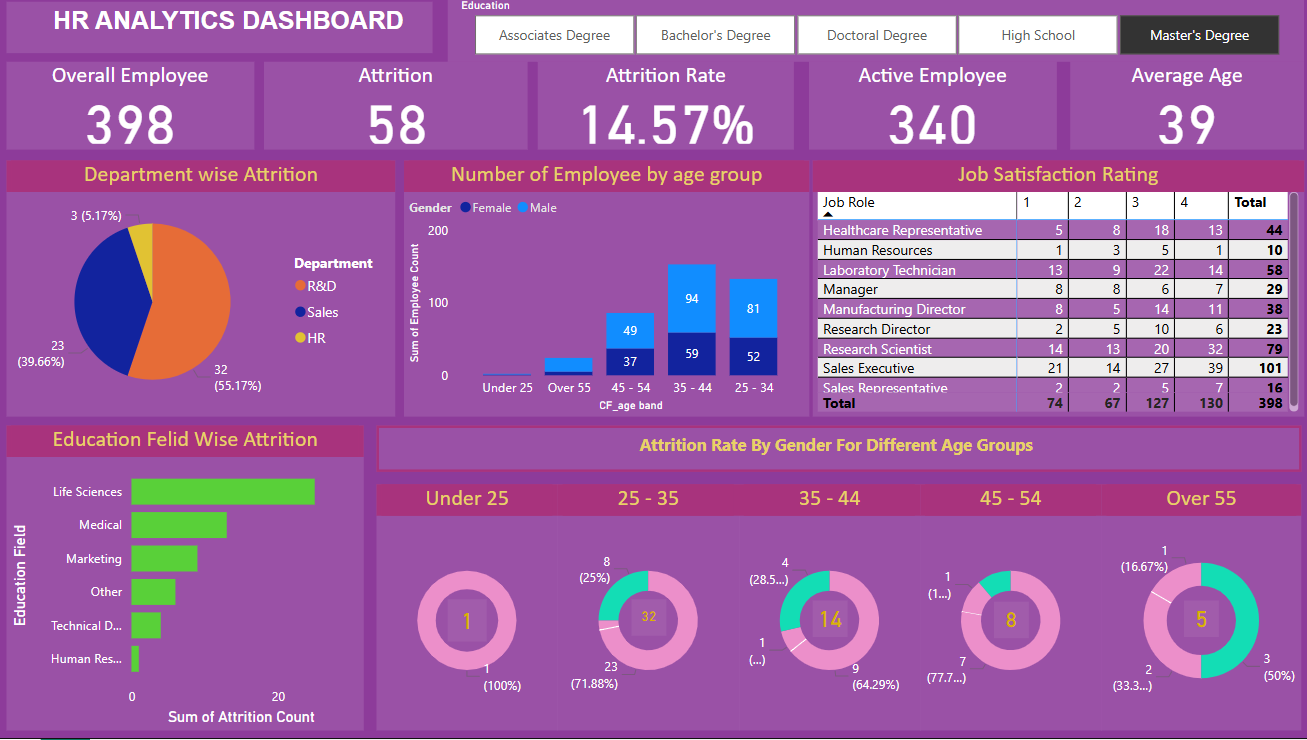 HR ANALYTICS DASHBOARD
Education
Associates Degree
Bachelor's Degree
Doctoral Degree
High School
Master's Degree
Overall Employee
398
Attrition
58
Attrition Rate
14.57%
Active Employee
340
Average Age
39
Department wise Attrition
3 (5.17%)
23
(39.66%)
32
(55.17%)
Department
R&D
Sales
HR
Number of Employee by age group
Gender Female Male
Sum of Employee Count
200
100
0
49
37
94
59
81
52
Under 25 Over 55 45 - 54 35 - 44 25 - 34
CF_age band
Job Satisfaction Rating
Job Role 1 2 3 4 Total
Healthcare Representative 5 8 18 13 44
Human Resources 1 3 5 1 10
Laboratory Technician 13 9 22 14 58
Manager 8 8 6 7 29
Manufacturing Director 8 5 14 11 38
Research Director 2 5 10 6 23
Research Scientist 14 13 20 32 79
Sales Executive 21 14 27 39 101
Sales Representative 2 2 5 7 16
Total 74 67 127 130 398
Education Felid Wise Attrition
Education Field
Life Sciences
Medical
Marketing
Other
Technical D...
Human Res...
0 20
Sum of Attrition Count
Attrition Rate By Gender For Different Age Groups
Under 25
1
1
(100%)
25 - 35
8
(25%)
32
23
(71.88%)
35 - 44
4
(28.5...)
14
1
(...)
9
(64.29%)
45 - 54
1
(1...)
8
7
(77.7...)
Over 55
1
(16.67%)
5
2
(33.3...)
3
(50%)